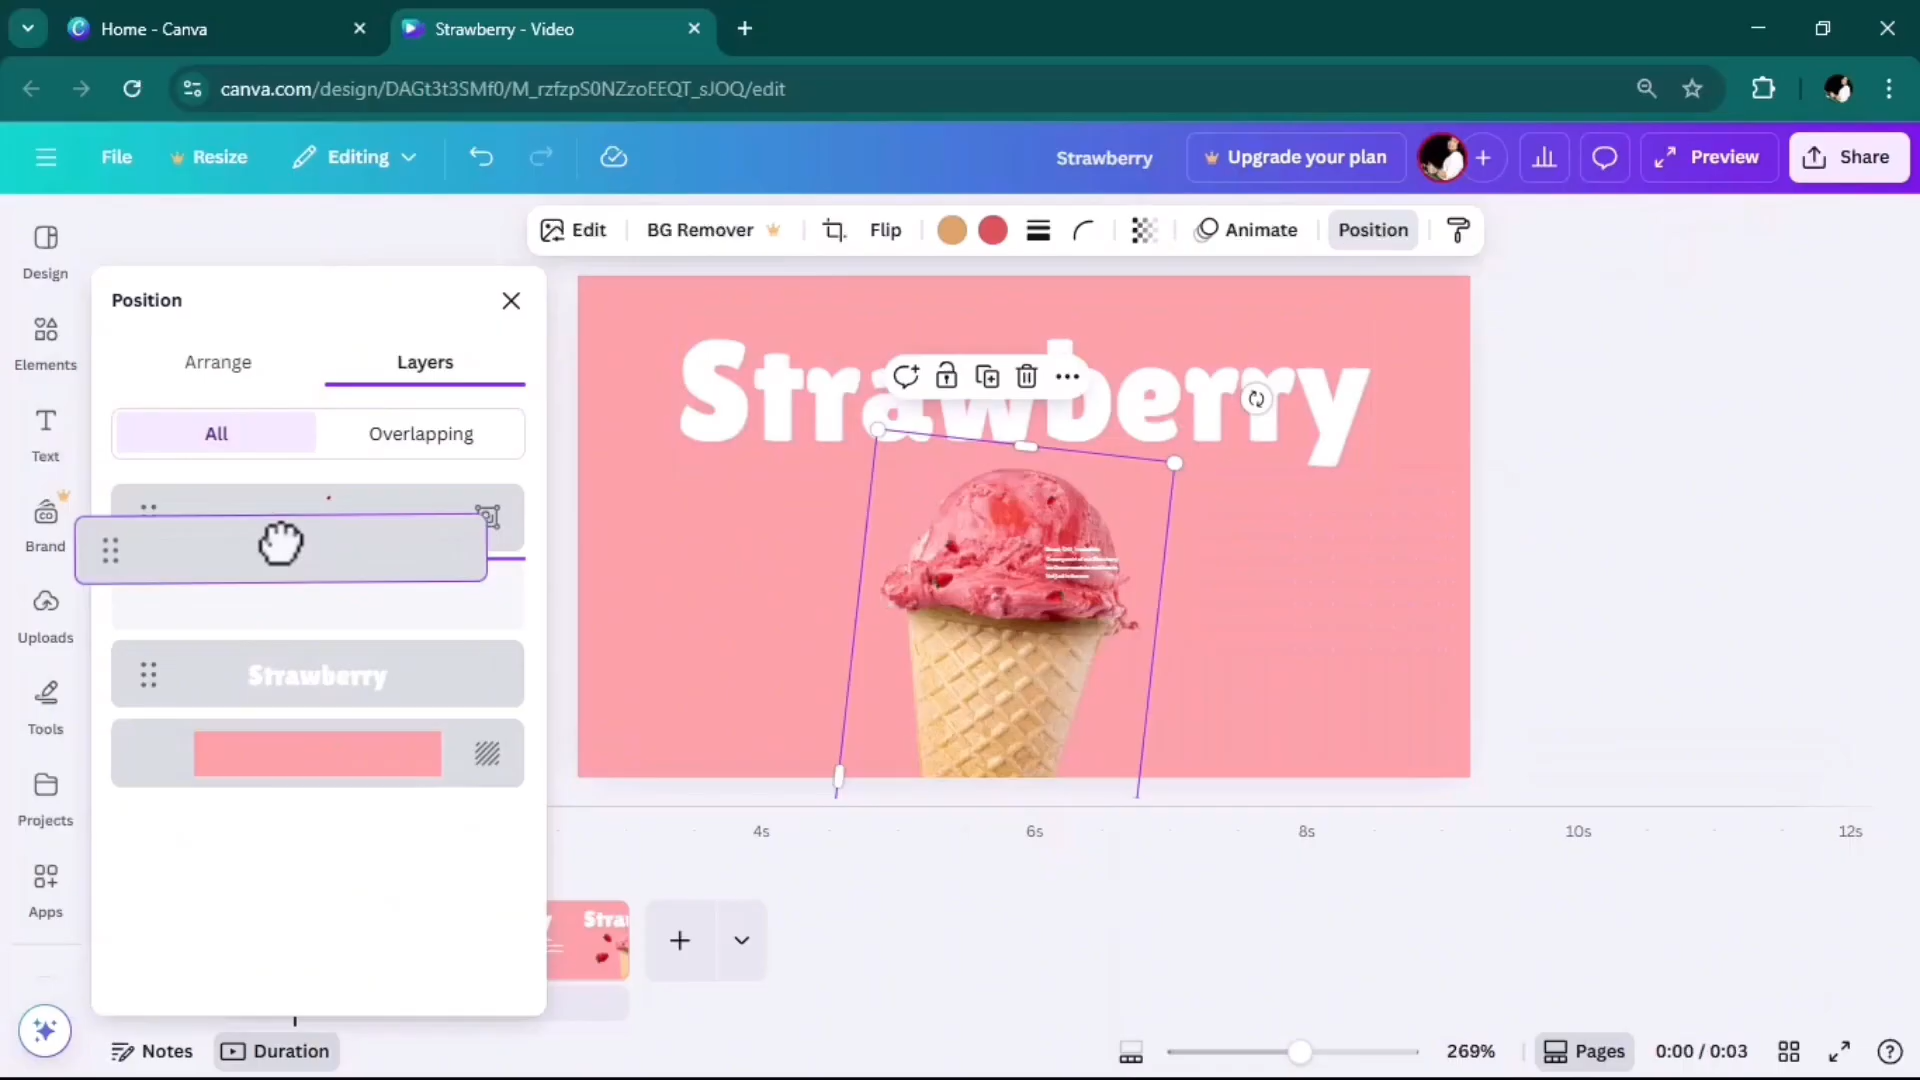 Home - Canva
Strawberry - Video
canva.com/design/DAGt3t3SMf0/M_rzfzpS0NZzoEEQT_sJOQ/edit
File
Resize
Editing
Strawberry
Upgrade your plan
Preview
Share
Edit
BG Remover
Flip
Animate
Position
Design
Elements
Text
Brand
Uploads
Tools
Projects
Apps
Position
Arrange
Layers
All
Overlapping
Strawberry
Strawberry
4s
6s
8s
10s
12s
Notes
Duration
269%
Pages
0:00 / 0:03